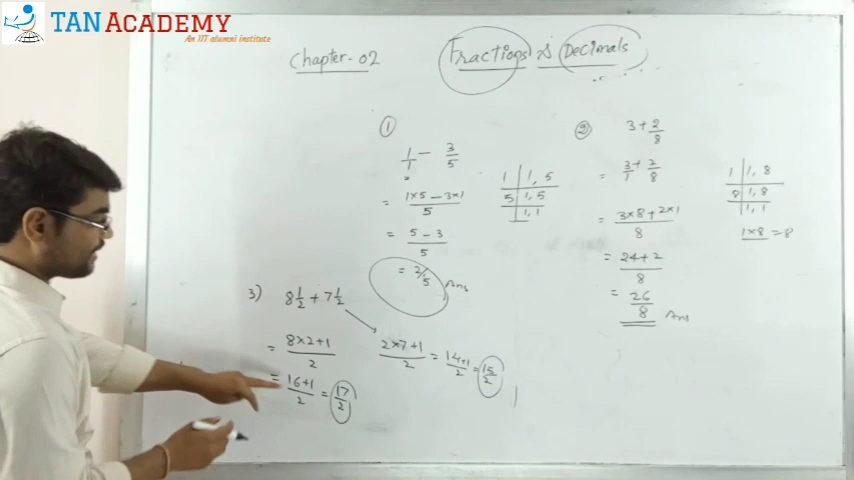 TAN ACADEMY
An IIT alumni institute
Chapter-02 Fractions & Decimals
①
1/1 - 3/5
= (1×5 - 3×1)/5
= (5 - 3)/5
= 2/5 Ans
1 | 1, 5
5 | 1, 5
| 1, 1
②
3 + 2/8
= 3/1 + 2/8
= (3×8 + 2×1)/8
= (24+2)/8
= 26/8 Ans
1 | 1, 8
8 | 1, 8
| 1, 1
1×8 = 8
3) 8 1/2 + 7 1/2
= (8×2+1)/2
= (16+1)/2 = 17/2
(2×7+1)/2 = (14+1)/2 = 15/2